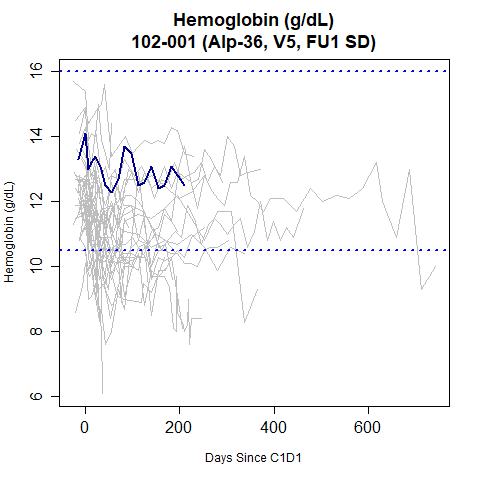 Hemoglobin (g/dL)
102-001 (Alp-36, V5, FU1 SD)
Hemoglobin (g/dL)
16
14
12
10
8
6
0 200 400 600
Days Since C1D1